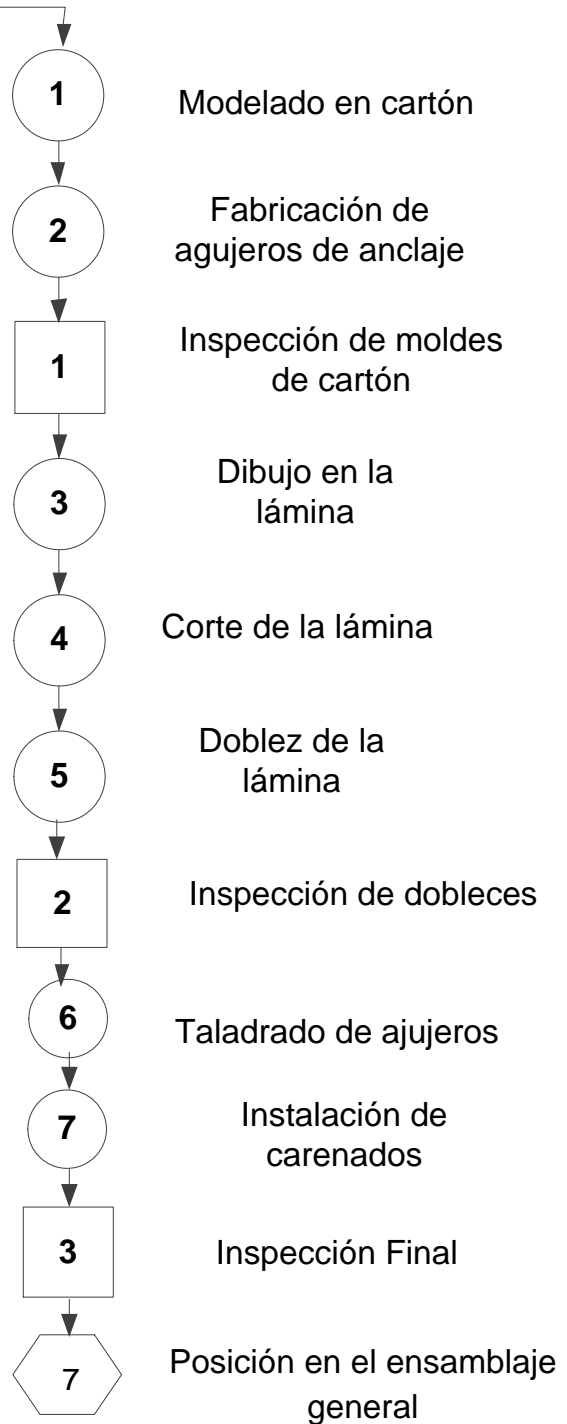 1
Modelado en cartón
2
Fabricación de
agujeros de anclaje
1
Inspección de moldes
de cartón
3
Dibujo en la
lámina
4
Corte de la lámina
5
Doblez de la
lámina
2
Inspección de dobleces
6
Taladrado de ajujeros
7
Instalación de
carenados
3
Inspección Final
7
Posición en el ensamblaje
general